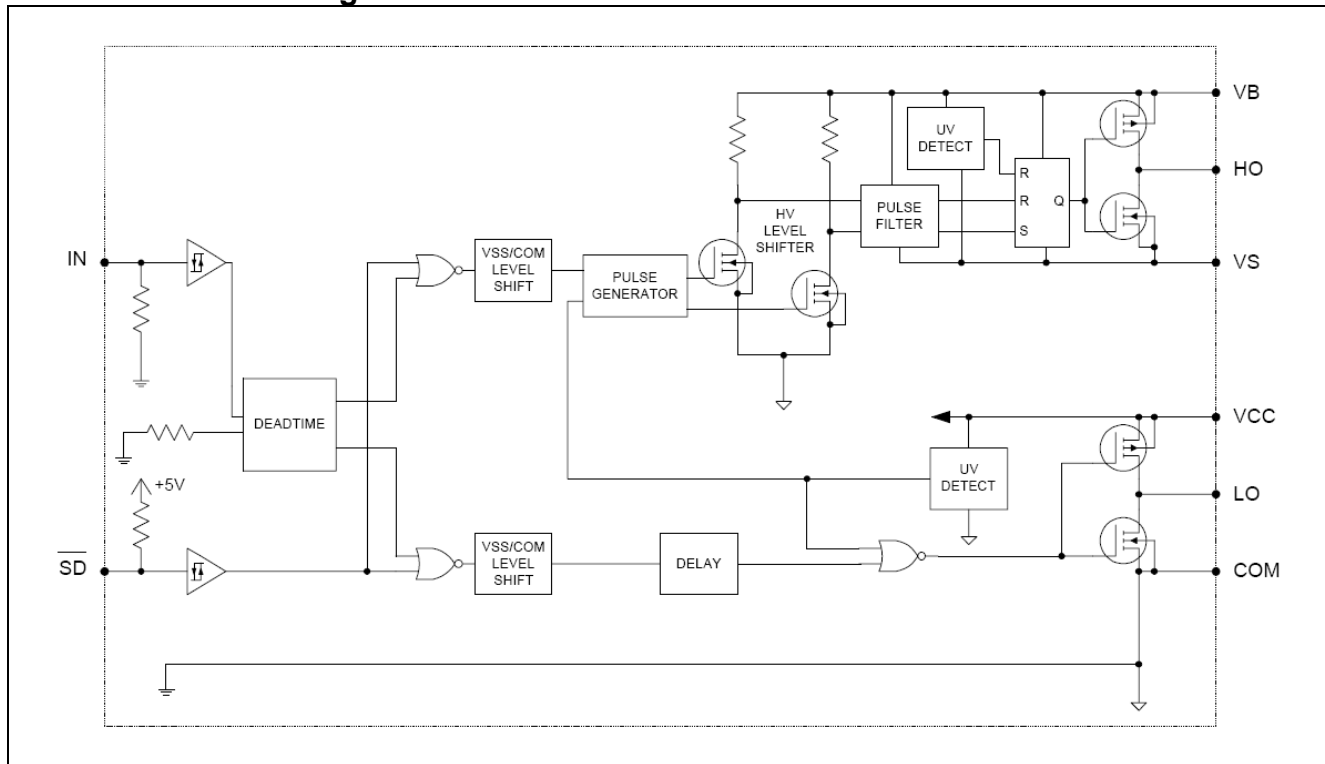 VB
UV
DETECT
HO
R
R
Q
S
PULSE
FILTER
HV
LEVEL
SHIFTER
VS
IN
VSS/COM
LEVEL
SHIFT
PULSE
GENERATOR
DEADTIME
VCC
UV
DETECT
LO
+5V
SD
VSS/COM
LEVEL
SHIFT
DELAY
COM